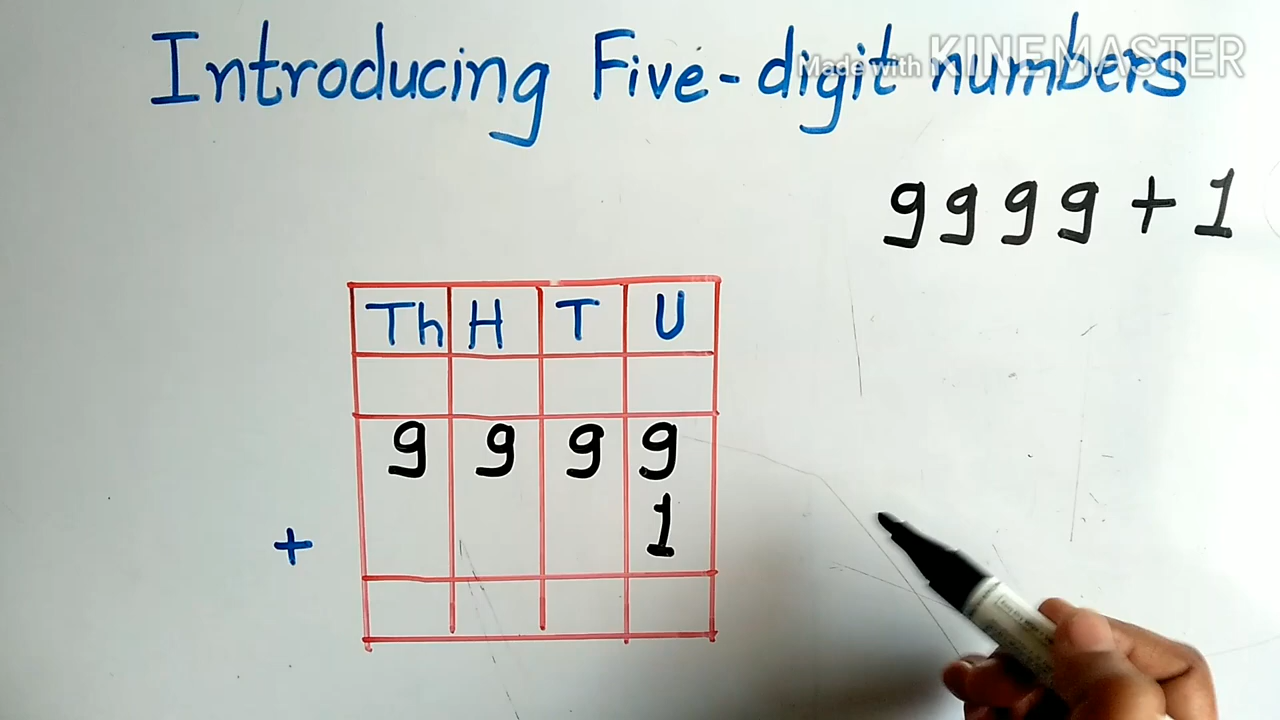 Introducing Five-digit numbers
Made with KINEMASTER
9999 + 1
Th H T U
9 9 9 9
+ 1